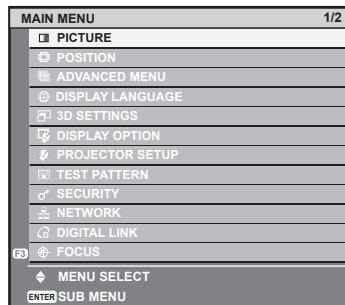 MAIN MENU 1/2
PICTURE
POSITION
ADVANCED MENU
DISPLAY LANGUAGE
3D SETTINGS
DISPLAY OPTION
PROJECTOR SETUP
TEST PATTERN
SECURITY
NETWORK
DIGITAL LINK
F3 FOCUS
MENU SELECT
ENTER SUB MENU